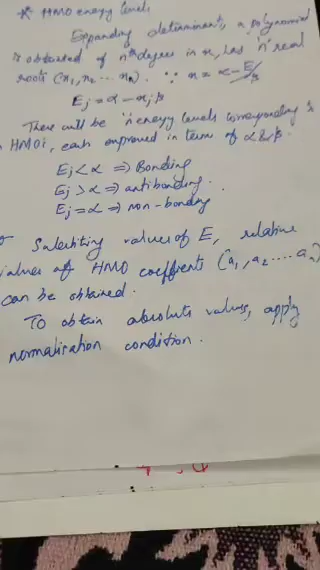 * HMO energy levels
Expanding determinant, a polynomial
is obtained of nth degree in x, has 'n' real
roots (x1, x2 ... xn). ∵ x = α-E/β
Ej = α - xjβ
There will be 'n' energy levels corresponding to
n HMO's, each expressed in term of α & β.
Ej < α => Bonding
Ej > α => antibonding.
Ej = α => non-bonding
Substituting values of E, relative
values of HMO coefficients (a1, a2 ... an)
can be obtained.
To obtain absolute values, apply
normalisation condition.